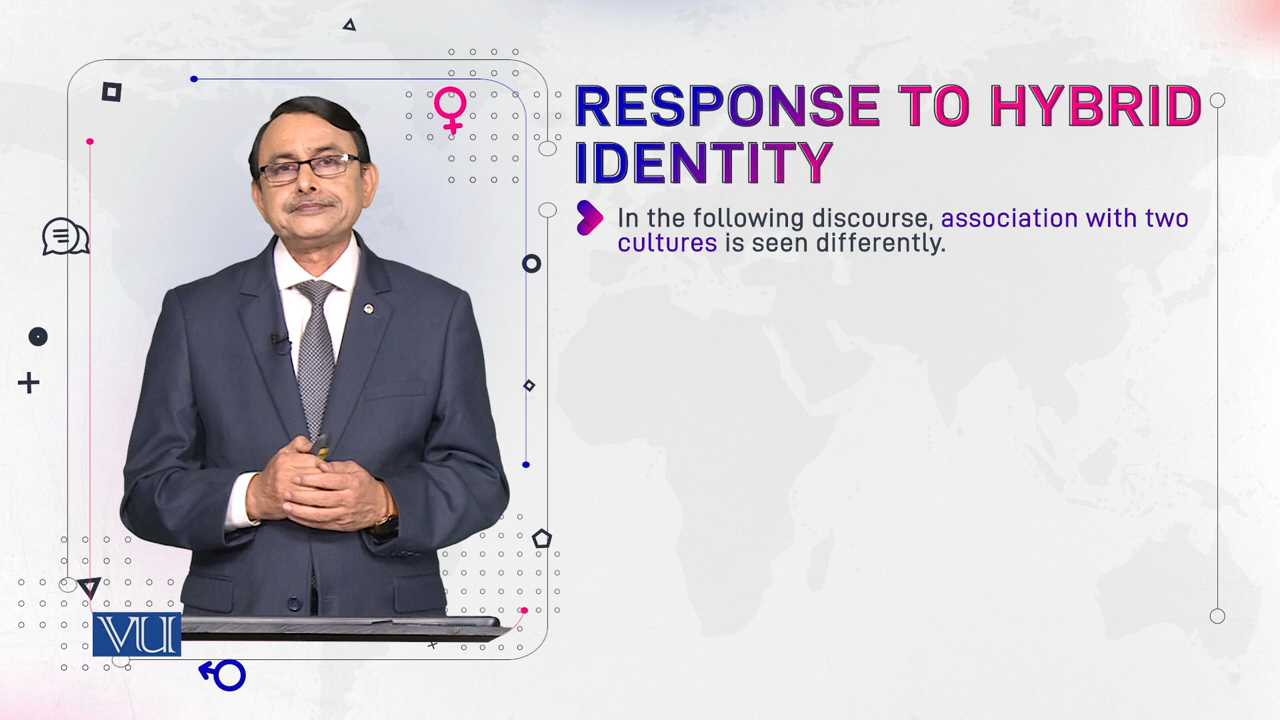 RESPONSE TO HYBRID
IDENTITY
In the following discourse, association with two
cultures is seen differently.
VU